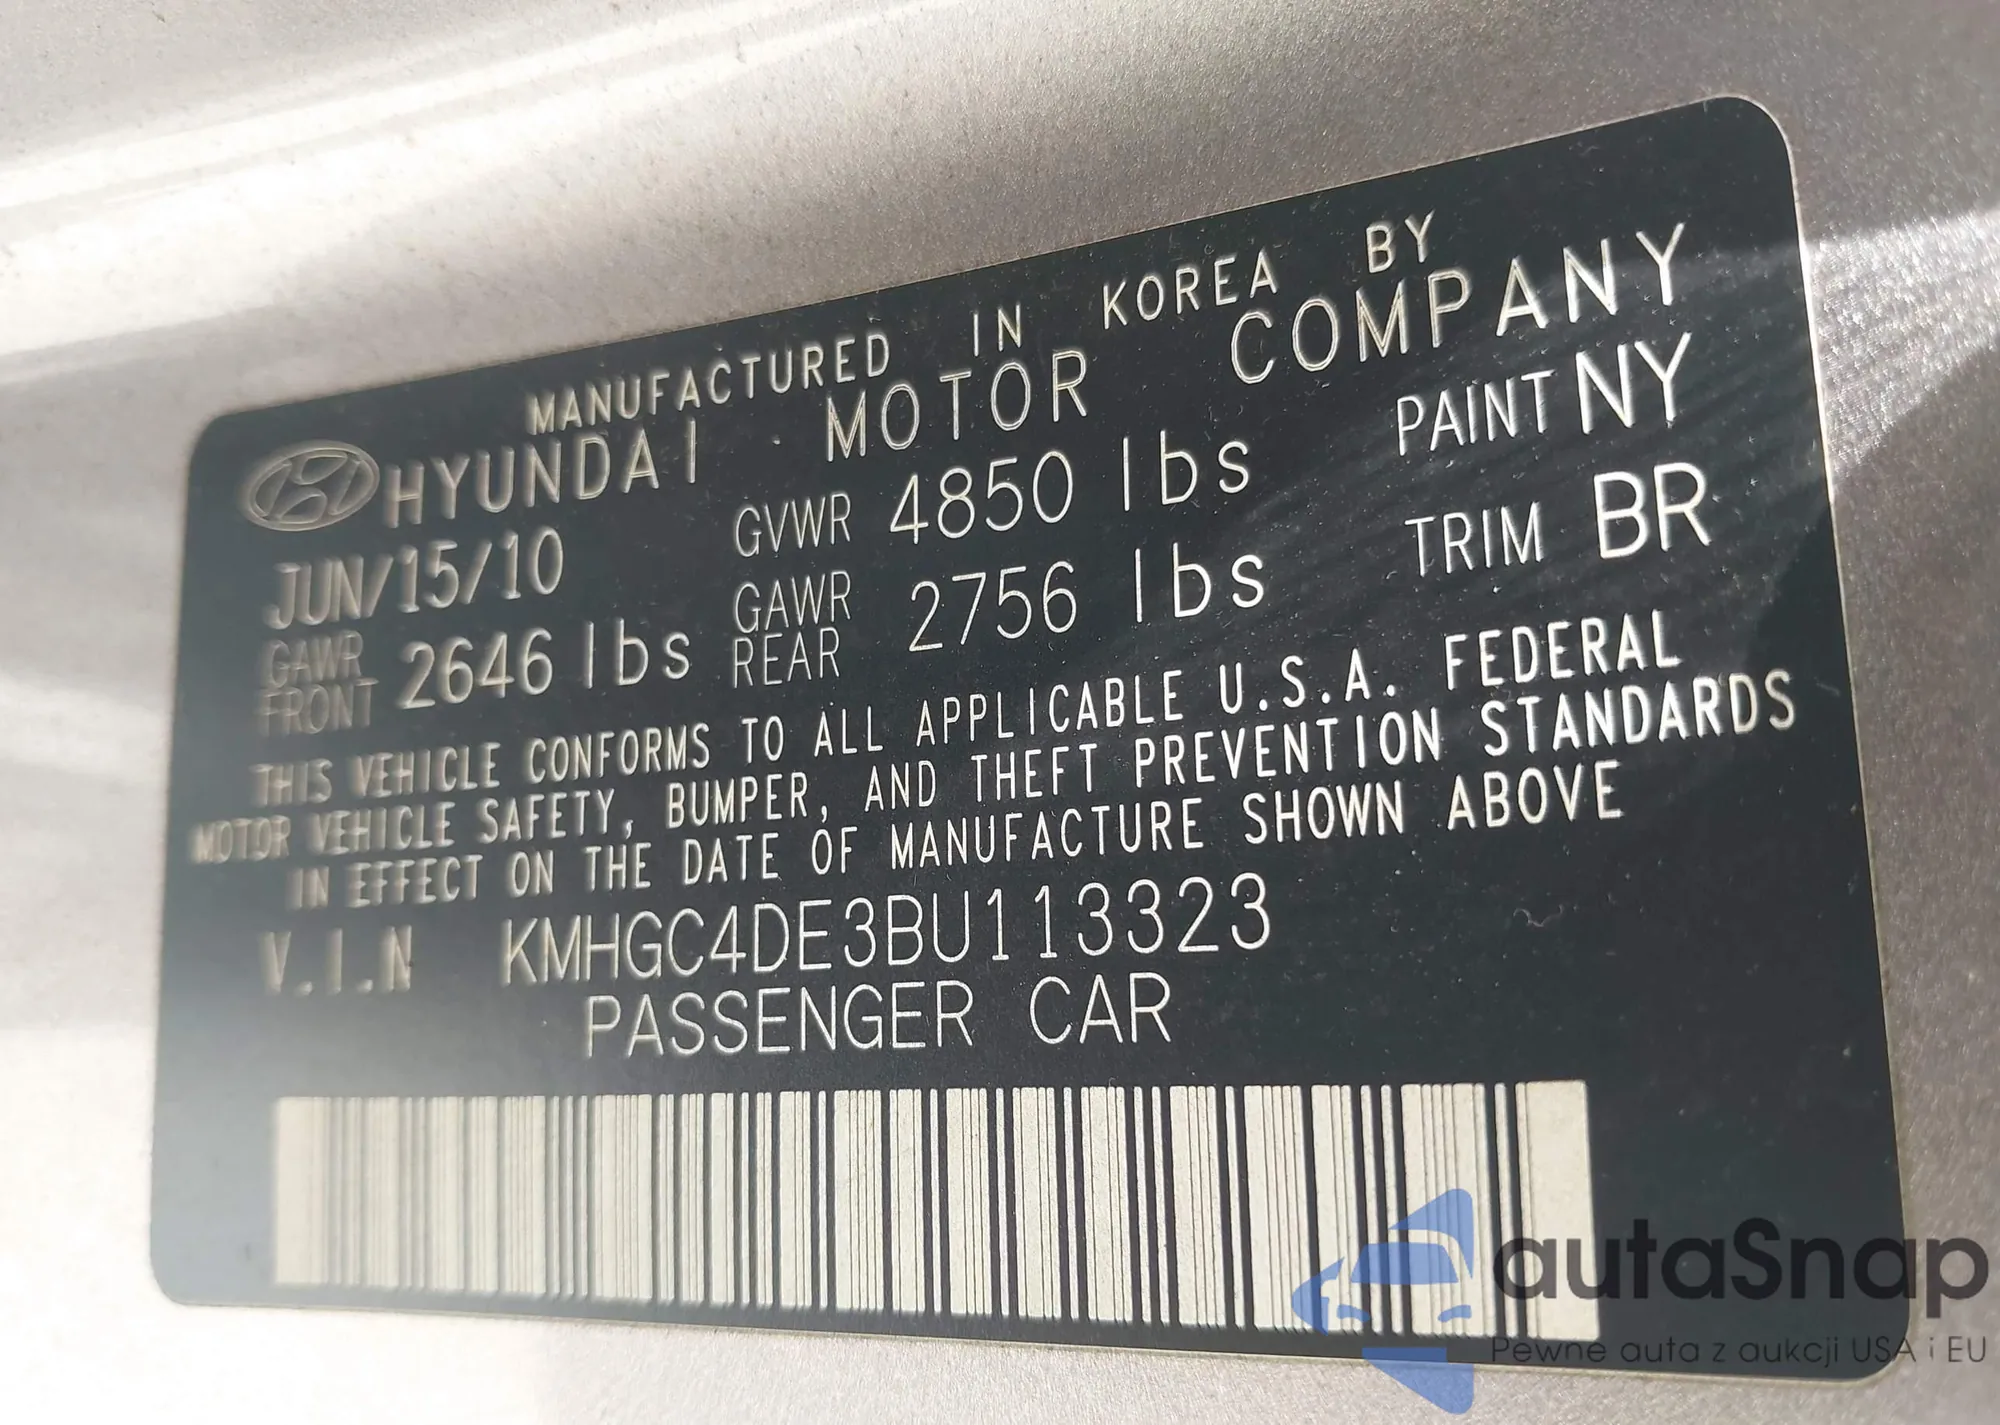 MANUFACTURED IN KOREA BY
HYUNDAI MOTOR COMPANY
JUN/15/10 GVWR 4850 lbs PAINT NY
GAWR FRONT 2646 lbs GAWR REAR 2756 lbs TRIM BR
THIS VEHICLE CONFORMS TO ALL APPLICABLE U.S.A. FEDERAL
MOTOR VEHICLE SAFETY, BUMPER, AND THEFT PREVENTION STANDARDS
IN EFFECT ON THE DATE OF MANUFACTURE SHOWN ABOVE
V.I.N KMHGC4DE3BU113323
PASSENGER CAR
autaSnap
Pewne auta z aukcji USA i EU